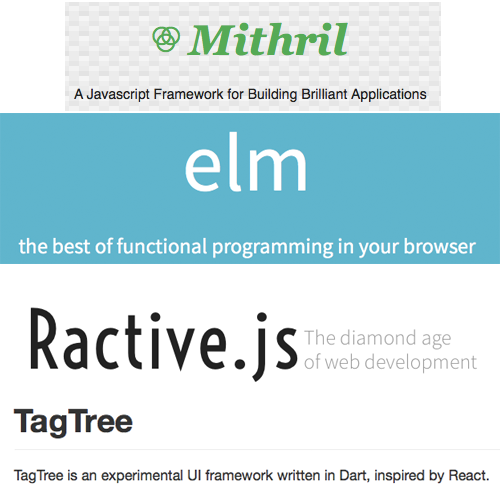 Mithril
A Javascript Framework for Building Brilliant Applications
elm
the best of functional programming in your browser
Ractive.js
The diamond age
of web development
TagTree
TagTree is an experimental UI framework written in Dart, inspired by React.